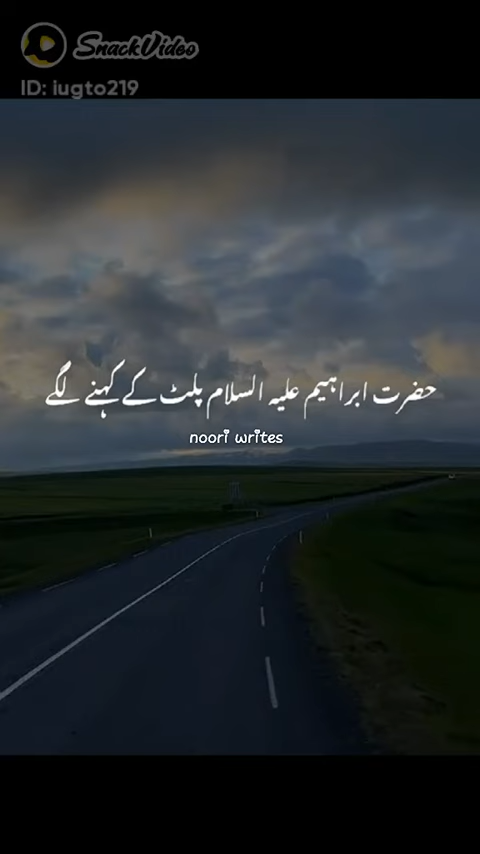 SnackVideo
ID: iugto219
حضرت ابراہیم علیہ السلام پلٹ کے کہنے لگے
noori writes